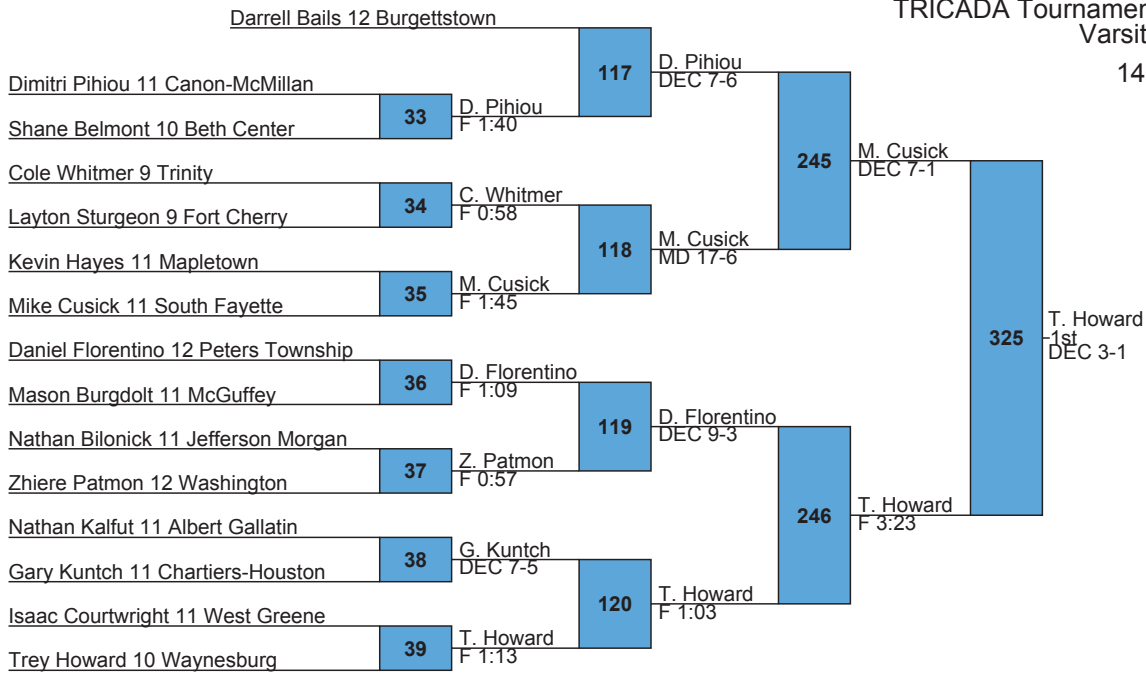 TRICADA Tournamen
Varsit
14
Darrell Bails 12 Burgettstown
Dimitri Pihiou 11 Canon-McMillan
Shane Belmont 10 Beth Center
Cole Whitmer 9 Trinity
Layton Sturgeon 9 Fort Cherry
Kevin Hayes 11 Mapletown
Mike Cusick 11 South Fayette
Daniel Florentino 12 Peters Township
Mason Burgdolt 11 McGuffey
Nathan Bilonick 11 Jefferson Morgan
Zhiere Patmon 12 Washington
Nathan Kalfut 11 Albert Gallatin
Gary Kuntch 11 Chartiers-Houston
Isaac Courtwright 11 West Greene
Trey Howard 10 Waynesburg
33
34
35
36
37
38
39
D. Pihiou
F 1:40
C. Whitmer
F 0:58
M. Cusick
F 1:45
D. Florentino
F 1:09
Z. Patmon
F 0:57
G. Kuntch
DEC 7-5
T. Howard
F 1:13
117
118
119
120
D. Pihiou
DEC 7-6
M. Cusick
MD 17-6
D. Florentino
DEC 9-3
T. Howard
F 1:03
245
246
M. Cusick
DEC 7-1
T. Howard
F 3:23
325
T. Howard
1st
DEC 3-1